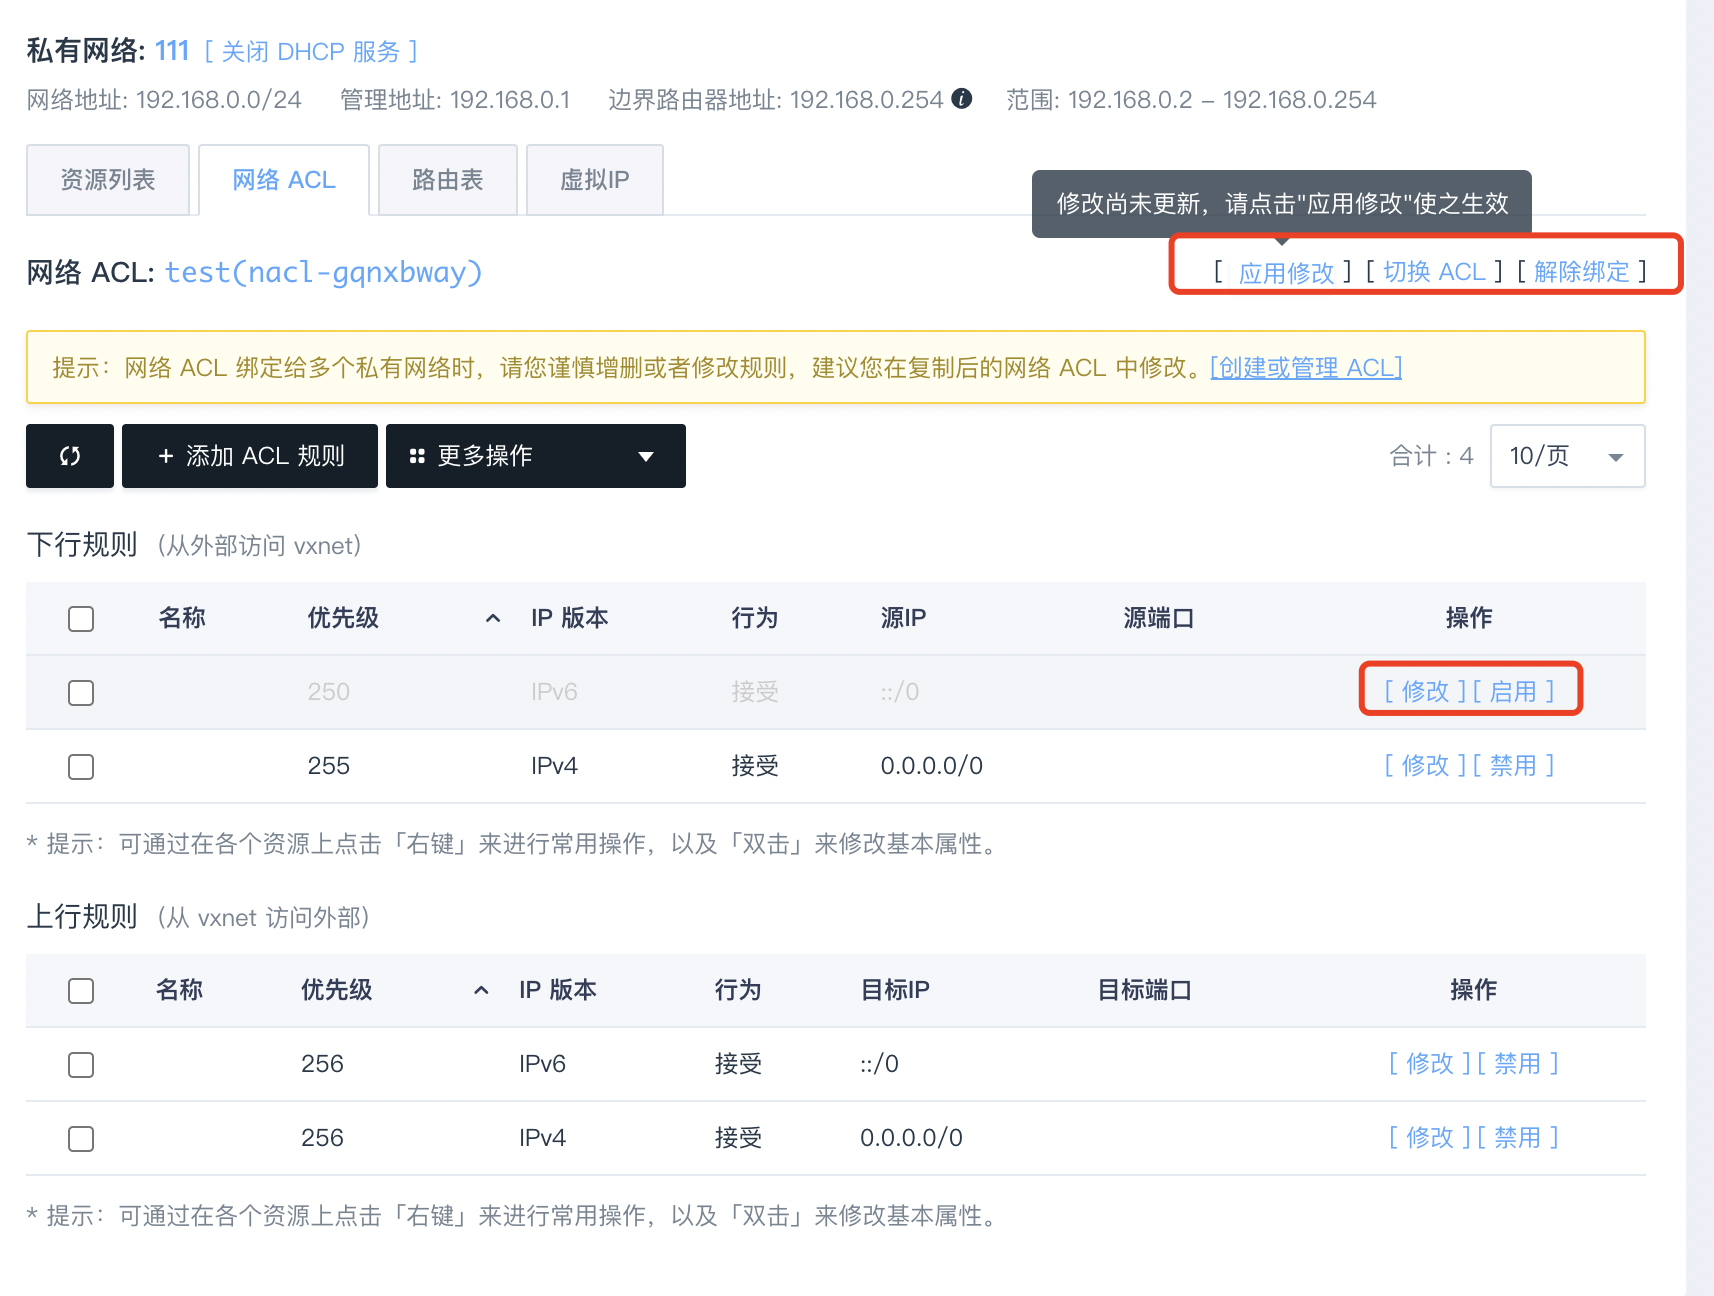 私有网络: 111 [ 关闭 DHCP 服务 ]
网络地址: 192.168.0.0/24 管理地址: 192.168.0.1 边界路由器地址: 192.168.0.254 范围: 192.168.0.2 – 192.168.0.254
资源列表 网络 ACL 路由表 虚拟IP
修改尚未更新，请点击"应用修改"使之生效
网络 ACL: test(nacl-gqnxbway) [ 应用修改 ] [ 切换 ACL ] [ 解除绑定 ]
提示：网络 ACL 绑定给多个私有网络时，请您谨慎增删或者修改规则，建议您在复制后的网络 ACL 中修改。[创建或管理 ACL]
+ 添加 ACL 规则 更多操作 合计 : 4 10/页
下行规则 （从外部访问 vxnet）
名称 优先级 IP 版本 行为 源IP 源端口 操作
250 IPv6 接受 ::/0 [ 修改 ] [ 启用 ]
255 IPv4 接受 0.0.0.0/0 [ 修改 ] [ 禁用 ]
* 提示：可通过在各个资源上点击「右键」来进行常用操作，以及「双击」来修改基本属性。
上行规则 （从 vxnet 访问外部）
名称 优先级 IP 版本 行为 目标IP 目标端口 操作
256 IPv6 接受 ::/0 [ 修改 ] [ 禁用 ]
256 IPv4 接受 0.0.0.0/0 [ 修改 ] [ 禁用 ]
* 提示：可通过在各个资源上点击「右键」来进行常用操作，以及「双击」来修改基本属性。